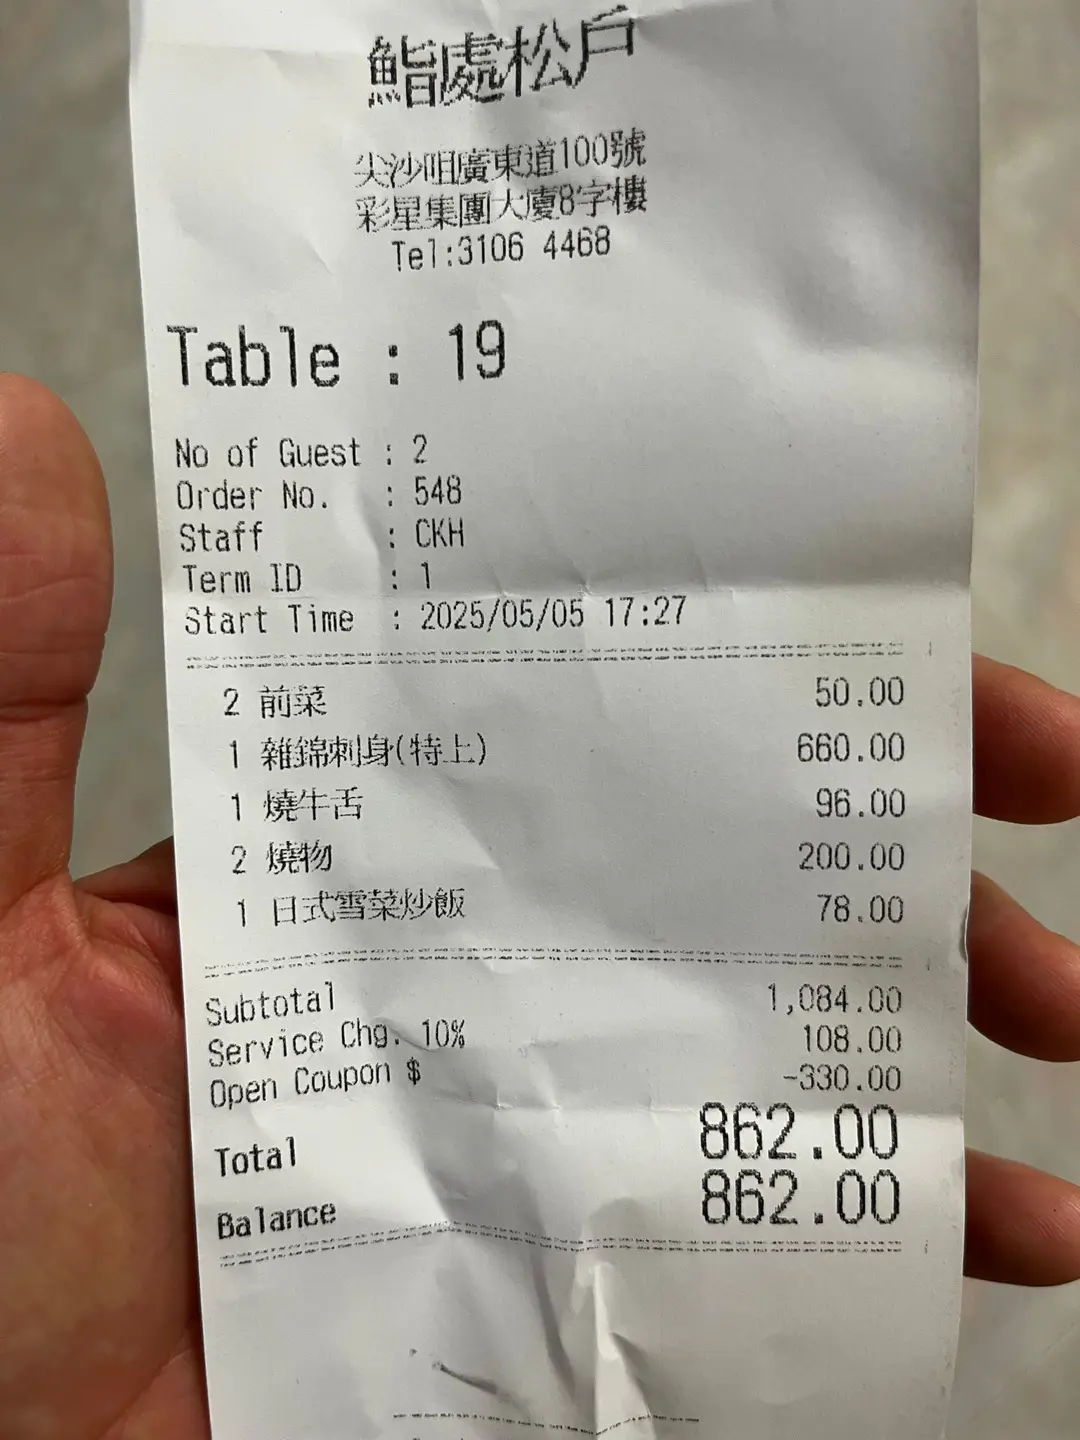 鮨處松戶
尖沙咀廣東道100號
彩星集團大廈8字樓
Tel:3106 4468
Table : 19
No of Guest : 2
Order No. : 548
Staff : CKH
Term ID : 1
Start Time : 2025/05/05 17:27
2 前菜 50.00
1 雜錦刺身(特上) 660.00
1 燒牛舌 96.00
2 燒物 200.00
1 日式雪菜炒飯 78.00
Subtotal 1,084.00
Service Chg. 10% 108.00
Open Coupon $ -330.00
Total 862.00
Balance 862.00